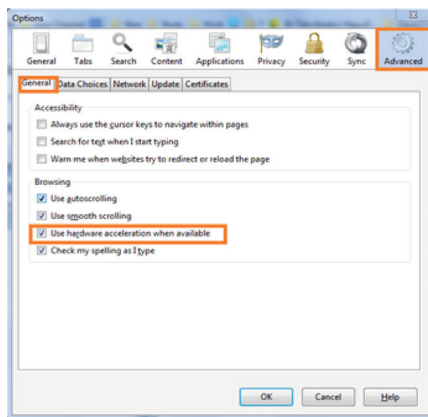 Options
General Tabs Search Content Applications Privacy Security Sync Advanced
General Data Choices Network Update Certificates
Accessibility
Always use the cursor keys to navigate within pages
Search for text when I start typing
Warn me when websites try to redirect or reload the page
Browsing
Use autoscrolling
Use smooth scrolling
Use hardware acceleration when available
Check my spelling as I type
OK Cancel Help